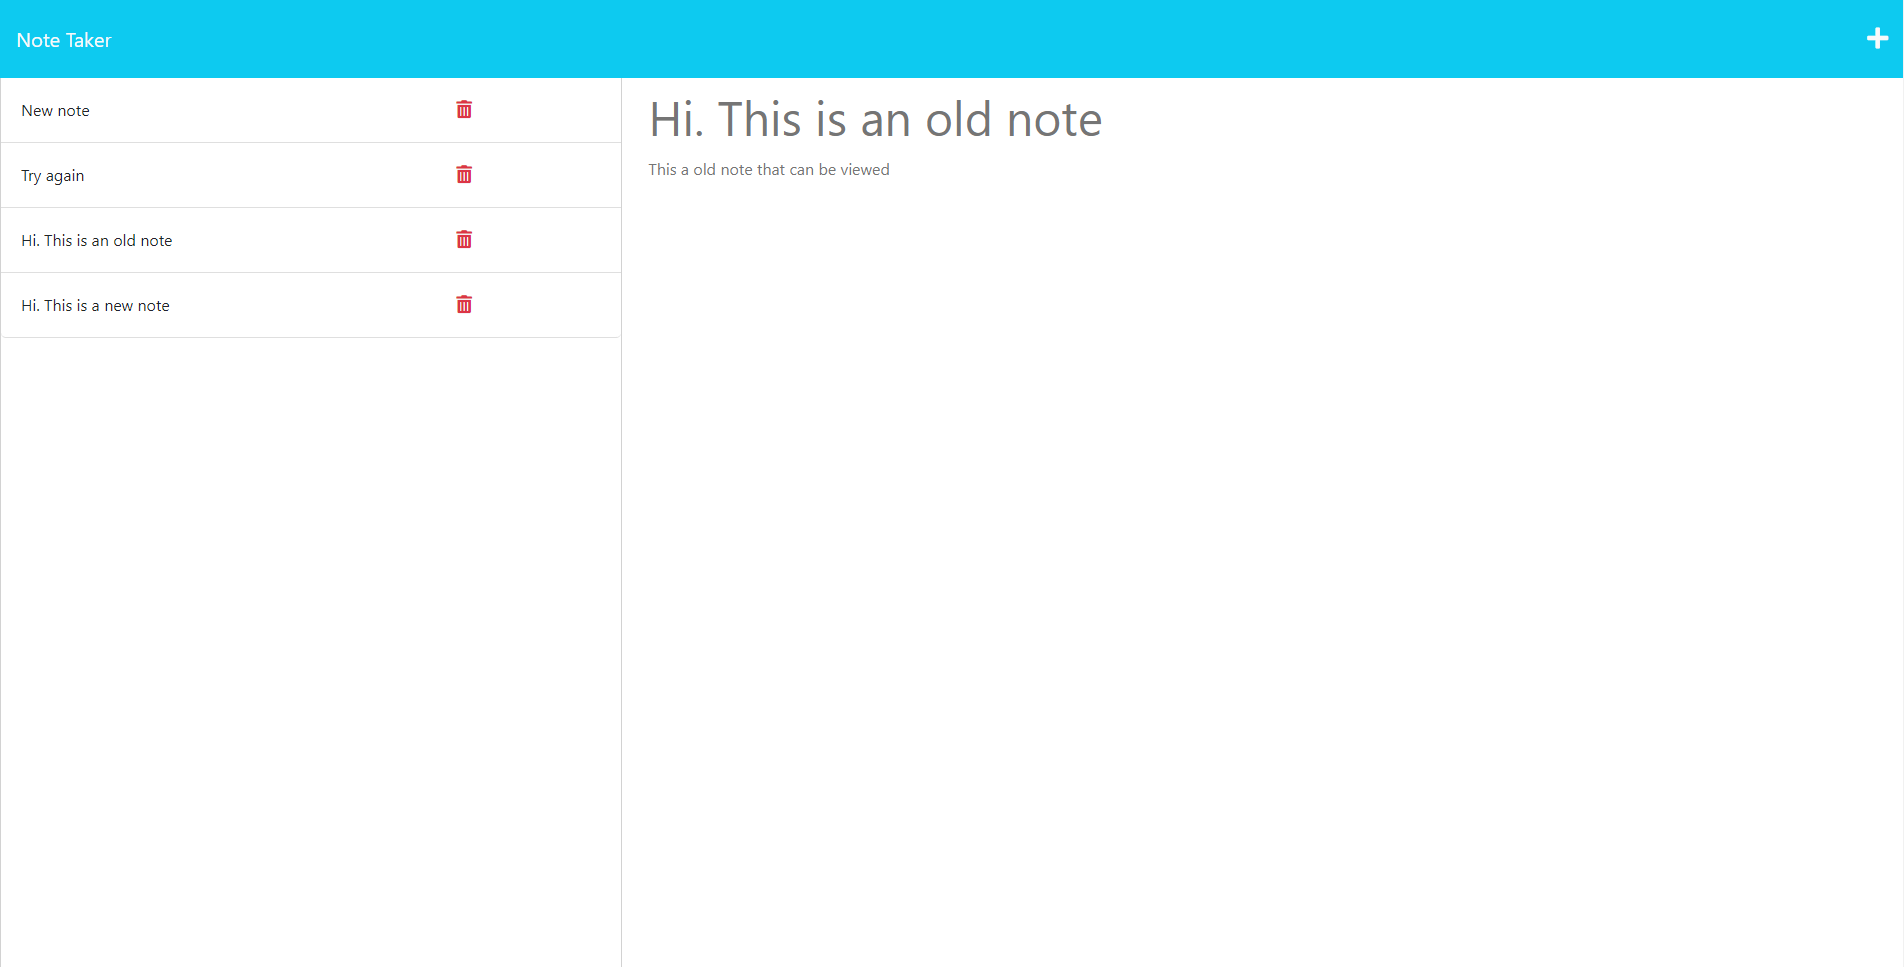 Note Taker
New note
Try again
Hi. This is an old note
Hi. This is a new note
Hi. This is an old note
This a old note that can be viewed